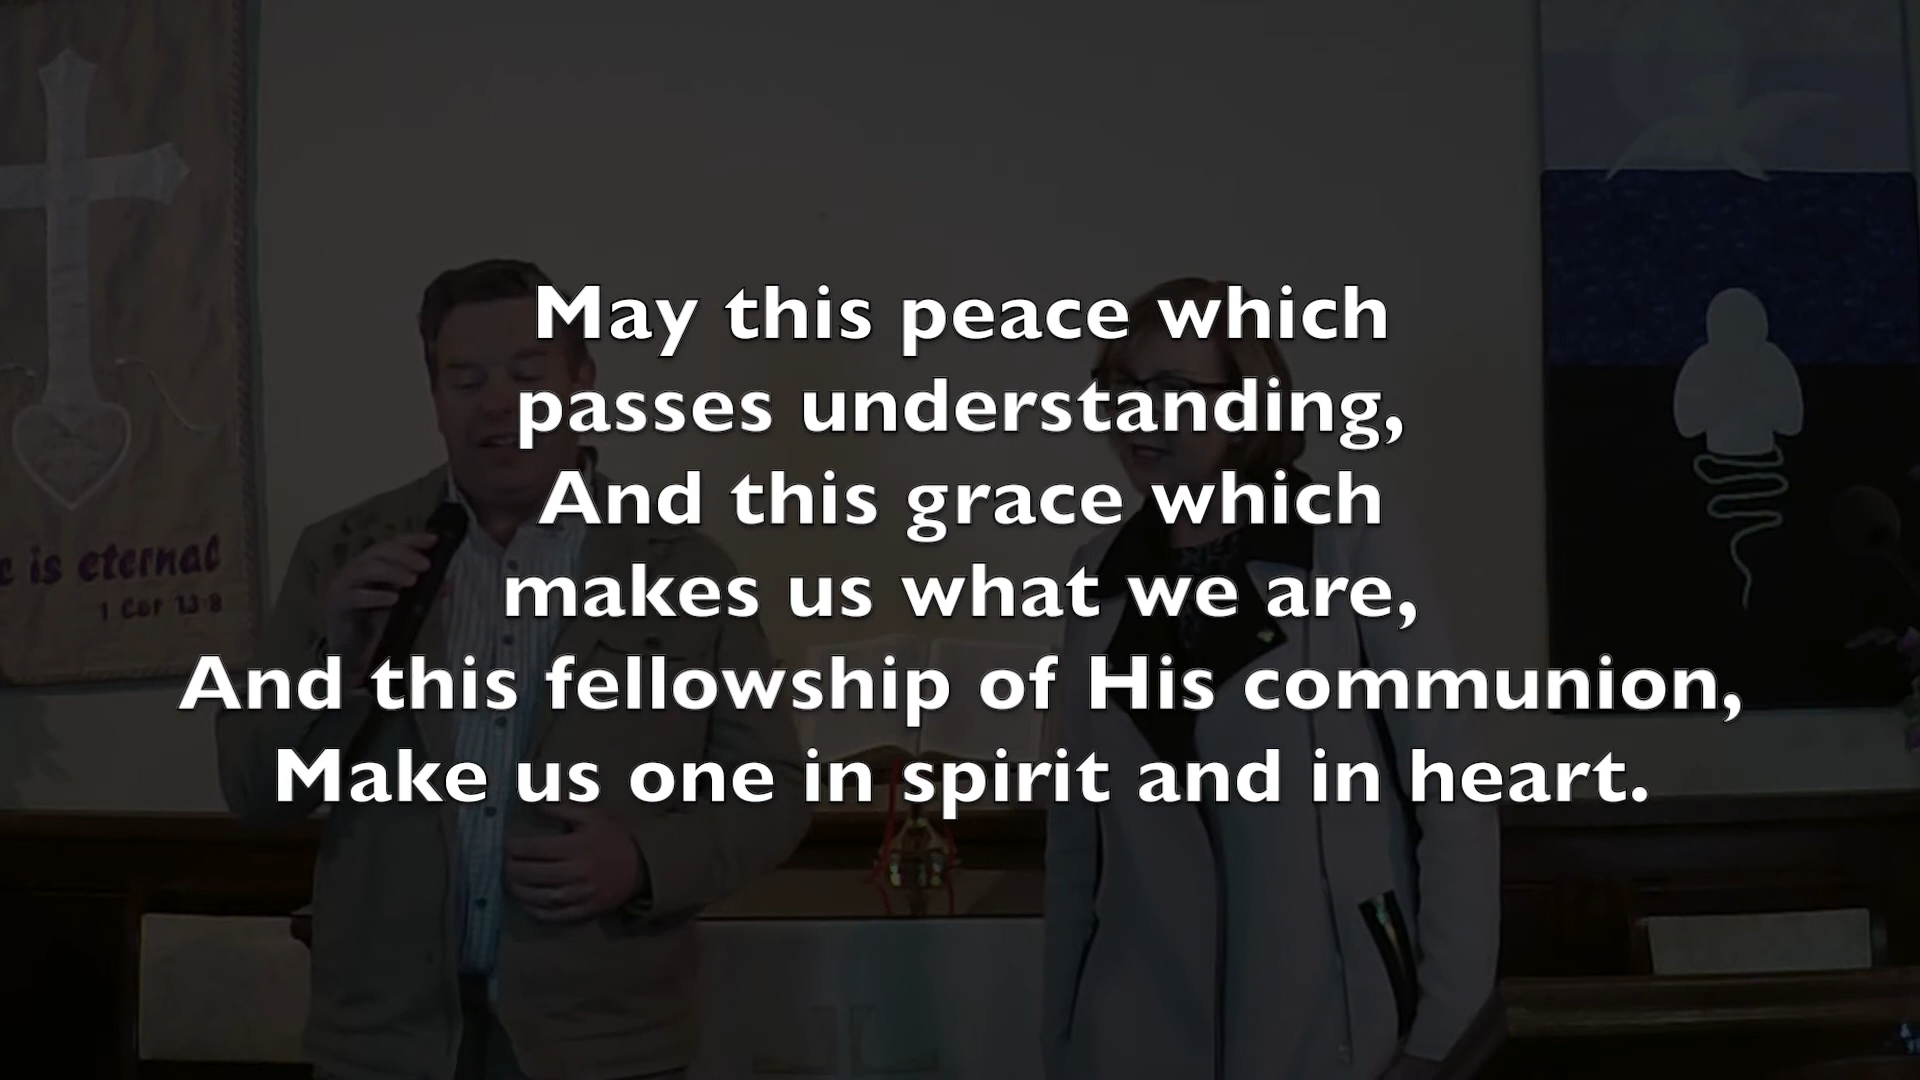 May this peace which
passes understanding,
And this grace which
makes us what we are,
And this fellowship of His communion,
Make us one in spirit and in heart.
is eternal
1 Cor 13:8